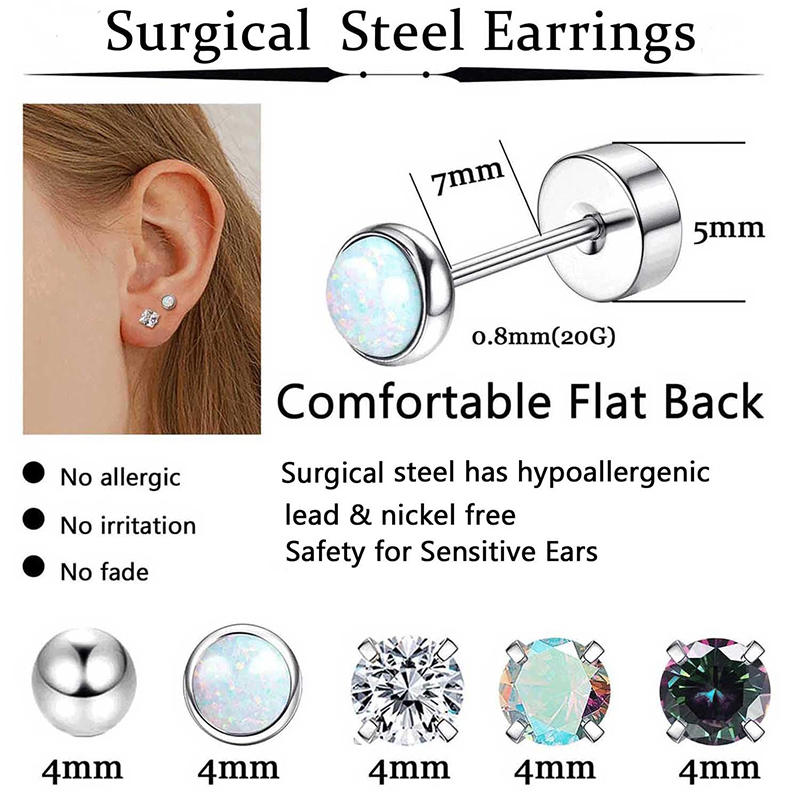 Surgical Steel Earrings
7mm
5mm
0.8mm(20G)
Comfortable Flat Back
No allergic
No irritation
No fade
Surgical steel has hypoallergenic
lead & nickel free
Safety for Sensitive Ears
4mm
4mm
4mm
4mm
4mm